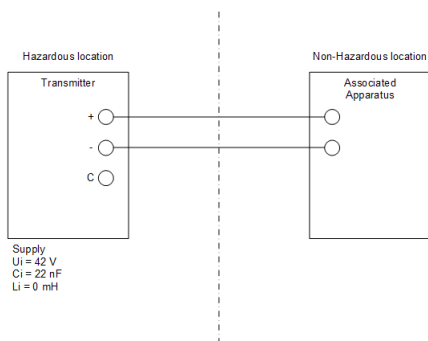 Hazardous location
Non-Hazardous location
Transmitter
Associated
Apparatus
+
-
C
Supply
Ui = 42 V
Ci = 22 nF
Li = 0 mH